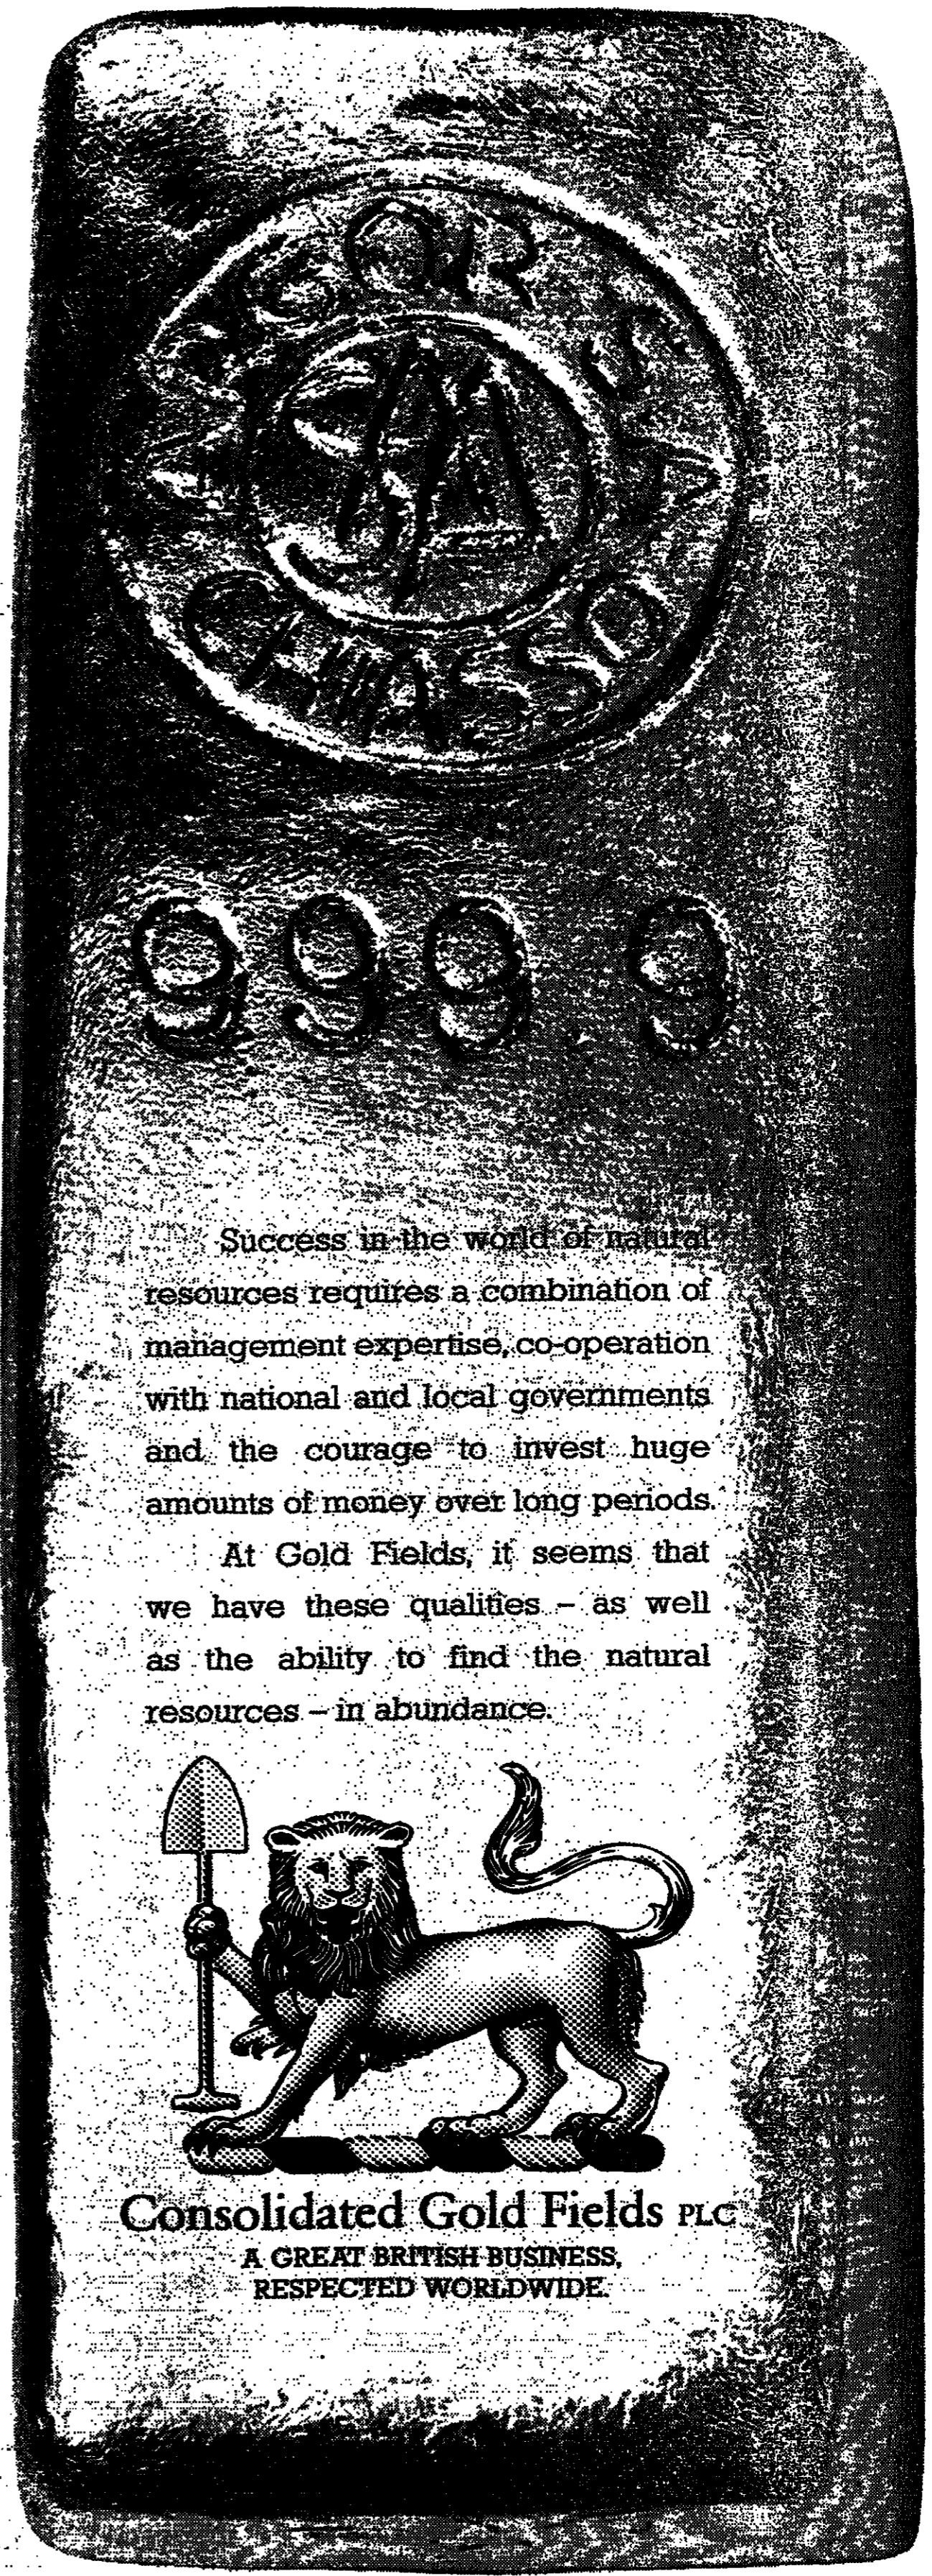 ARGOR S.A
CHIASSO
999.9
Success in the world of natural
resources requires a combination of
management expertise, co-operation
with national and local governments
and the courage to invest huge
amounts of money over long periods.
At Gold Fields, it seems that
we have these qualities – as well
as the ability to find the natural
resources – in abundance.
Consolidated Gold Fields PLC
A GREAT BRITISH BUSINESS,
RESPECTED WORLDWIDE.